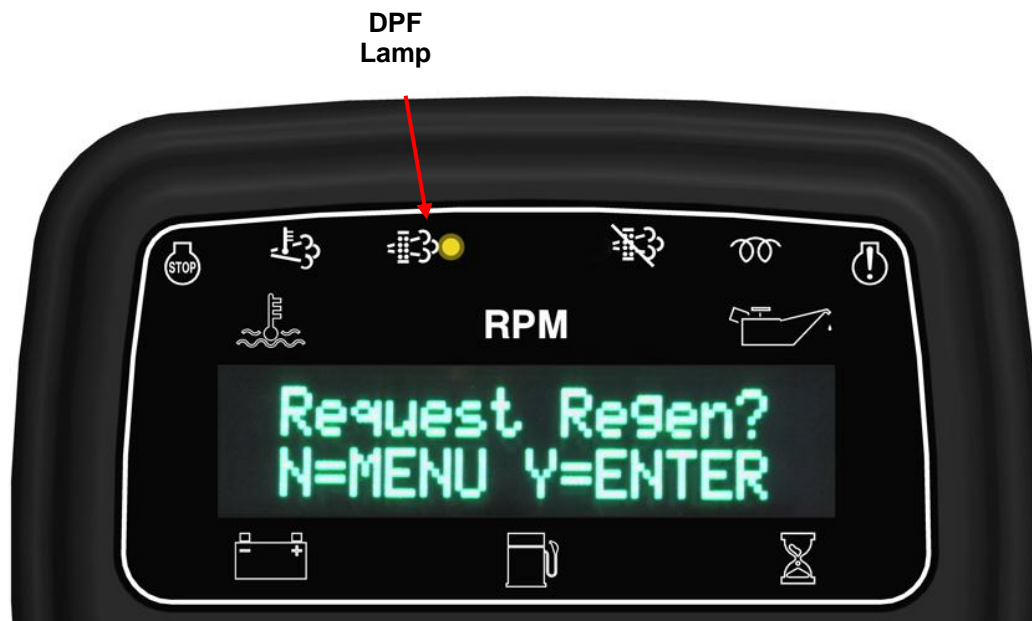 DPF
Lamp
STOP
RPM
Request Regen?
N=MENU Y=ENTER